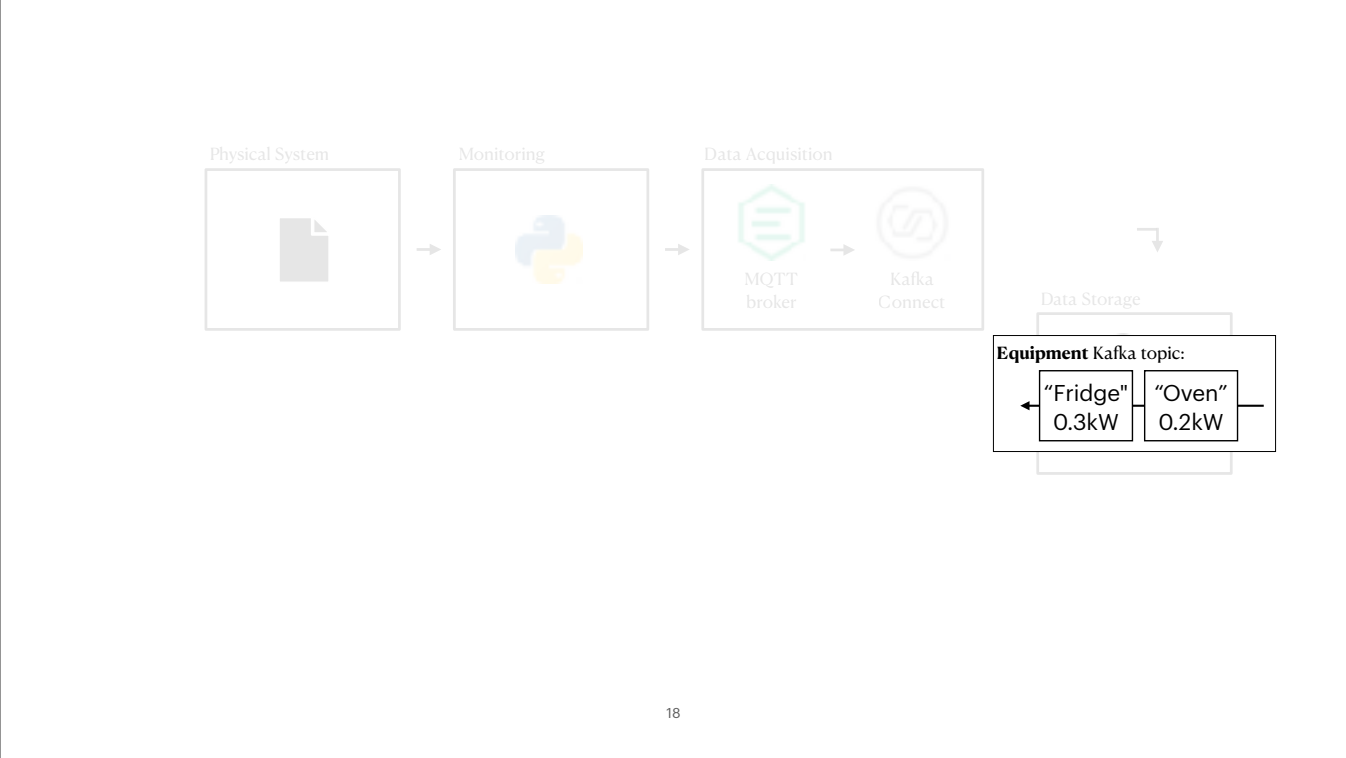 Physical System
Monitoring
Data Acquisition
MQTT
broker
Kafka
Connect
Data Storage
Equipment Kafka topic:
“Fridge"
0.3kW
“Oven”
0.2kW
18